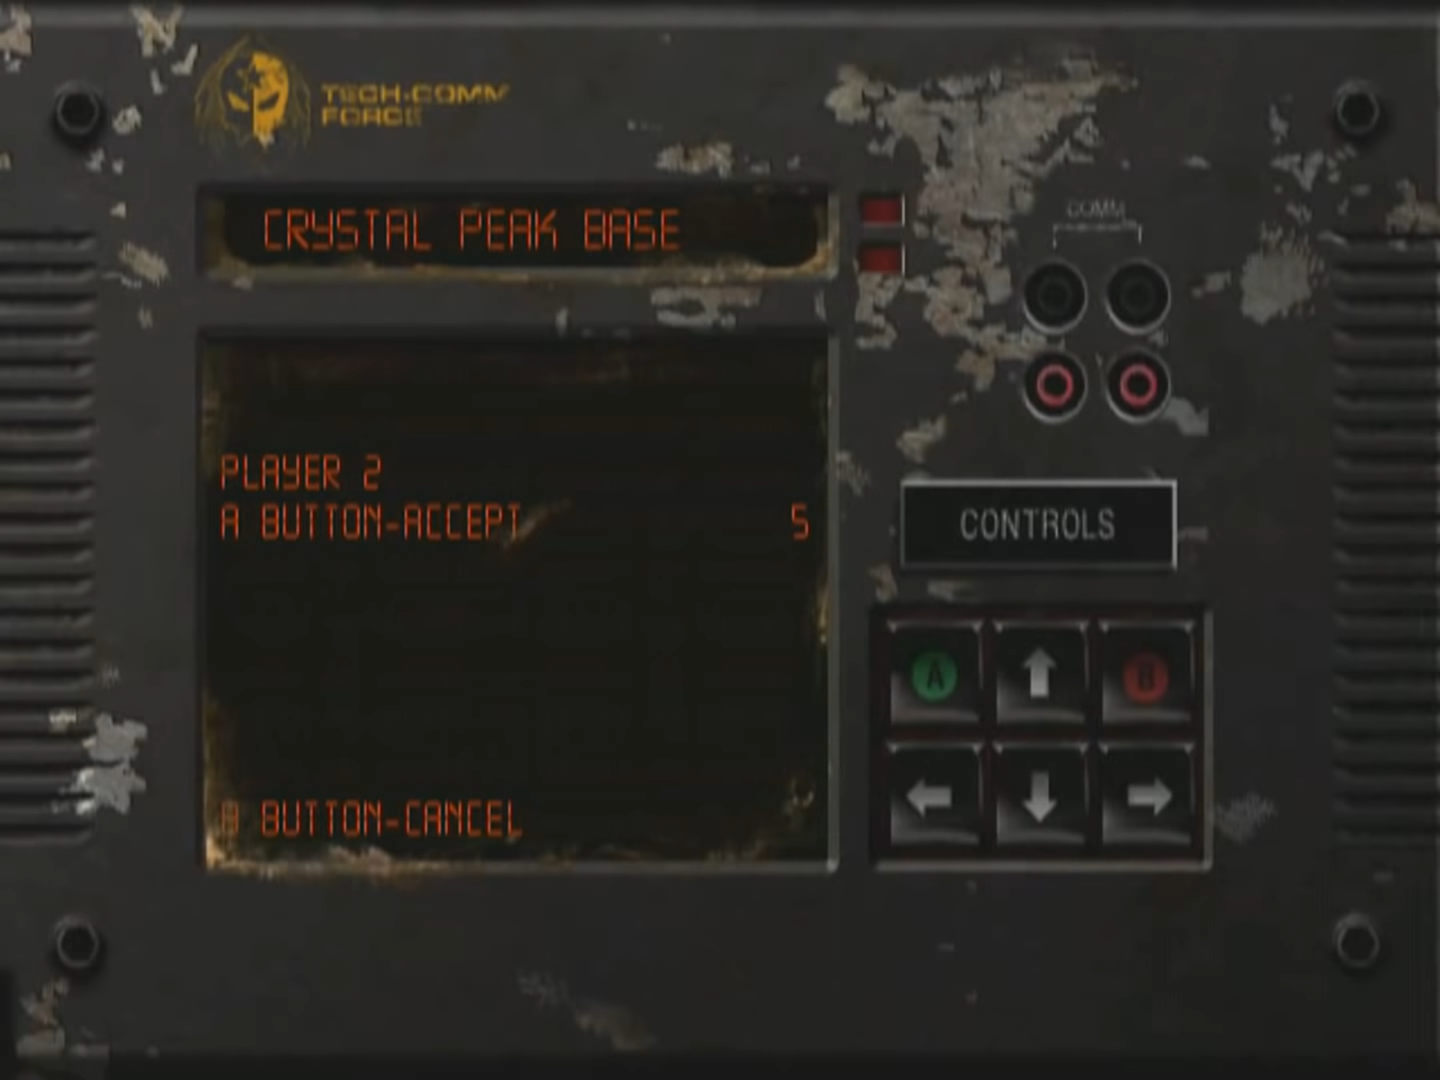 TECH-COMM
FORCE
CRYSTAL PEAK BASE
COMM
PLAYER 2
A BUTTON-ACCEPT 5
CONTROLS
A B
B BUTTON-CANCEL